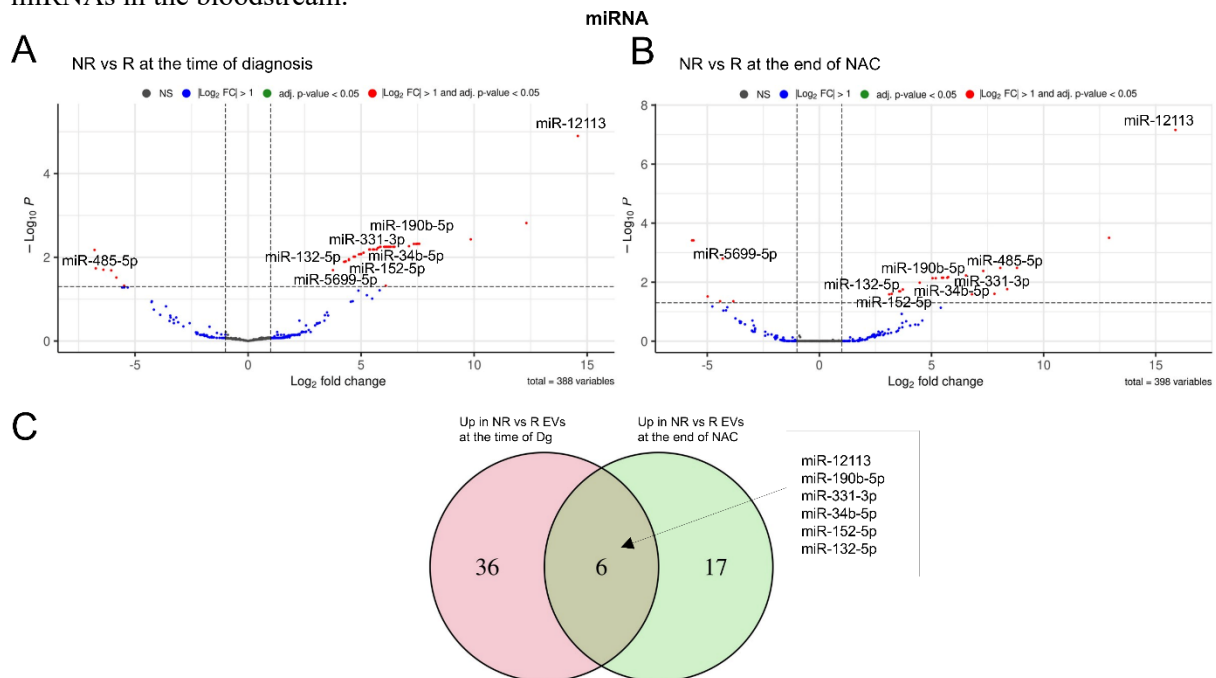 miRNAs in the bloodstream.
miRNA
A
NR vs R at the time of diagnosis
NS |Log2 FC| > 1 adj. p-value < 0.05 |Log2 FC| > 1 and adj. p-value < 0.05
miR-12113
miR-190b-5p
miR-331-3p
miR-132-5p
miR-34b-5p
miR-485-5p
miR-152-5p
miR-5699-5p
4
2
0
− Log10 P
-5 0 5 10 15
Log2 fold change
total = 388 variables
B
NR vs R at the end of NAC
NS |Log2 FC| > 1 adj. p-value < 0.05 |Log2 FC| > 1 and adj. p-value < 0.05
miR-12113
miR-5699-5p
miR-485-5p
miR-190b-5p
miR-132-5p
miR-331-3p
miR-34b-5p
miR-152-5p
8
6
4
2
0
− Log10 P
-5 0 5 10 15
Log2 fold change
total = 398 variables
C
Up in NR vs R EVs
at the time of Dg
Up in NR vs R EVs
at the end of NAC
36
6
17
miR-12113
miR-190b-5p
miR-331-3p
miR-34b-5p
miR-152-5p
miR-132-5p